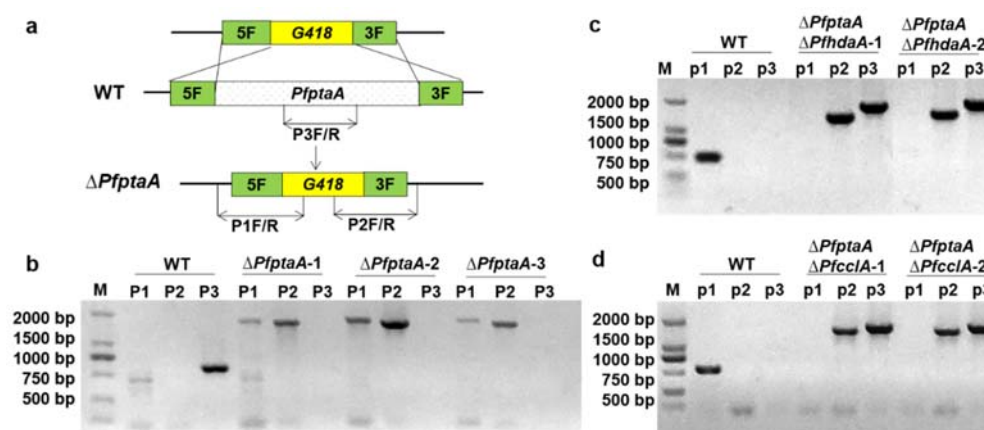 a
5F G418 3F
WT 5F PfptaA 3F
P3F/R
ΔPfptaA 5F G418 3F
P1F/R P2F/R
b
WT ΔPfptaA-1 ΔPfptaA-2 ΔPfptaA-3
M P1 P2 P3 P1 P2 P3 P1 P2 P3 P1 P2 P3
2000 bp
1500 bp
1000 bp
750 bp
500 bp
c
ΔPfptaA ΔPfptaA
WT ΔPfhdaA-1 ΔPfhdaA-2
M p1 p2 p3 p1 p2 p3 p1 p2 p3
2000 bp
1500 bp
1000 bp
750 bp
500 bp
d
ΔPfptaA ΔPfptaA
WT ΔPfcclA-1 ΔPfcclA-2
M p1 p2 p3 p1 p2 p3 p1 p2 p3
2000 bp
1500 bp
1000 bp
750 bp
500 bp